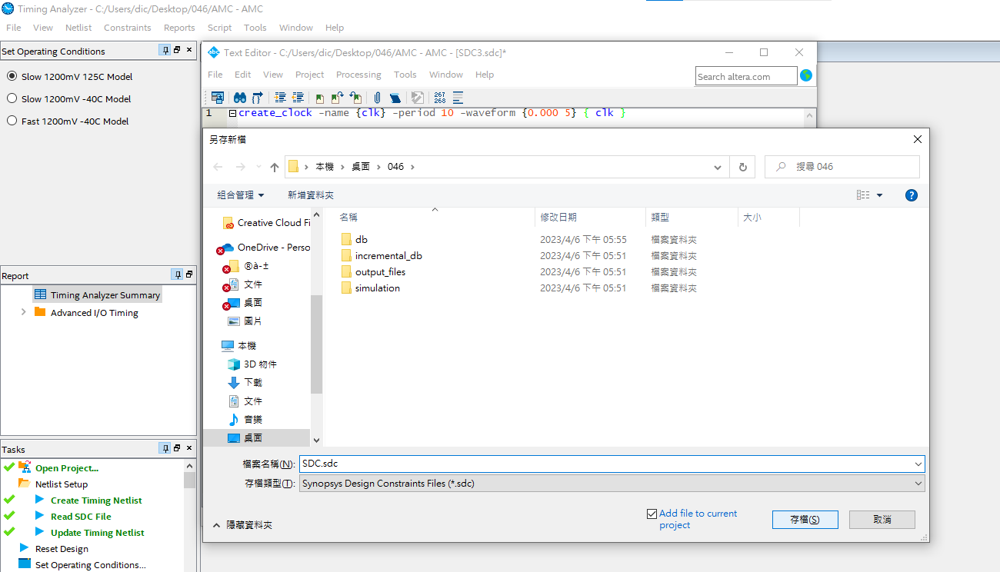 Timing Analyzer - C:/Users/dic/Desktop/046/AMC - AMC
File View Netlist Constraints Reports Script Tools Window Help
Set Operating Conditions
Slow 1200mV 125C Model
Slow 1200mV -40C Model
Fast 1200mV -40C Model
Report
Timing Analyzer Summary
Advanced I/O Timing
Tasks
Open Project...
Netlist Setup
Create Timing Netlist
Read SDC File
Update Timing Netlist
Reset Design
Set Operating Conditions...
Text Editor - C:/Users/dic/Desktop/046/AMC - AMC - [SDC3.sdc]*
File Edit View Project Processing Tools Window Help
Search altera.com
267
268
1 create_clock -name {clk} -period 10 -waveform {0.000 5} { clk }
另存新檔
本機 › 桌面 › 046 ›
搜尋 046
組合管理 新增資料夾
Creative Cloud Fi
OneDrive - Perso
®à-±
文件
桌面
圖片
本機
3D 物件
下載
文件
音樂
桌面
名稱 修改日期 類型 大小
db 2023/4/6 下午 05:55 檔案資料夾
incremental_db 2023/4/6 下午 05:51 檔案資料夾
output_files 2023/4/6 下午 05:51 檔案資料夾
simulation 2023/4/6 下午 05:51 檔案資料夾
檔案名稱(N): SDC.sdc
存檔類型(T): Synopsys Design Constraints Files (*.sdc)
隱藏資料夾
Add file to current
project
存檔(S) 取消